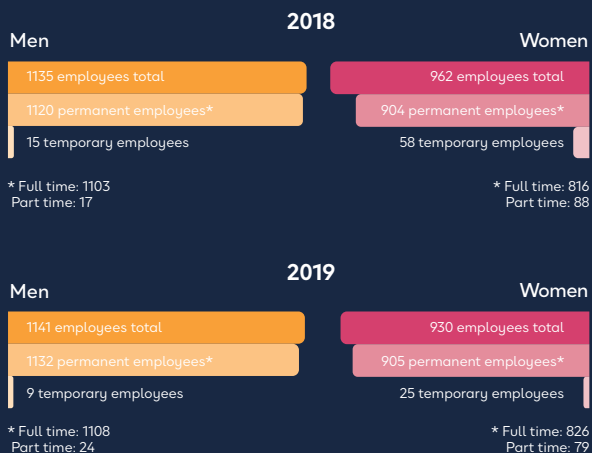 2018
Men
Women
1135 employees total
962 employees total
1120 permanent employees*
904 permanent employees*
15 temporary employees
58 temporary employees
* Full time: 1103
Part time: 17
* Full time: 816
Part time: 88
2019
Men
Women
1141 employees total
930 employees total
1132 permanent employees*
905 permanent employees*
9 temporary employees
25 temporary employees
* Full time: 1108
Part time: 24
* Full time: 826
Part time: 79